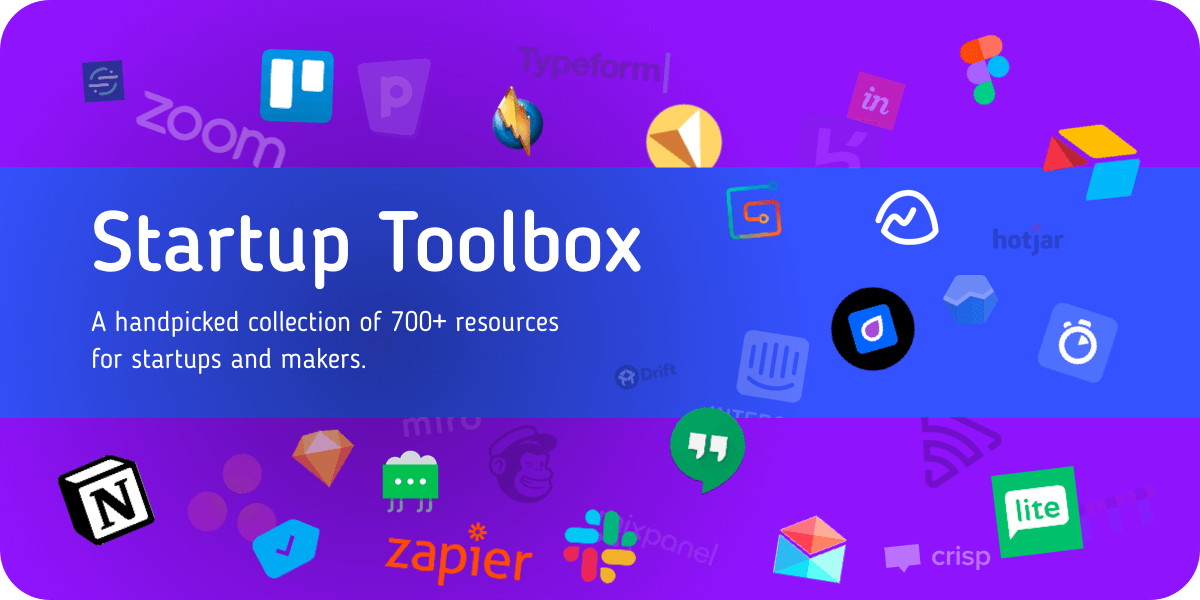 Typeform
zoom
p
in
Startup Toolbox
hotjar
A handpicked collection of 700+ resources
for startups and makers.
Drift
miro
N
lite
zapier
mixpanel
crisp